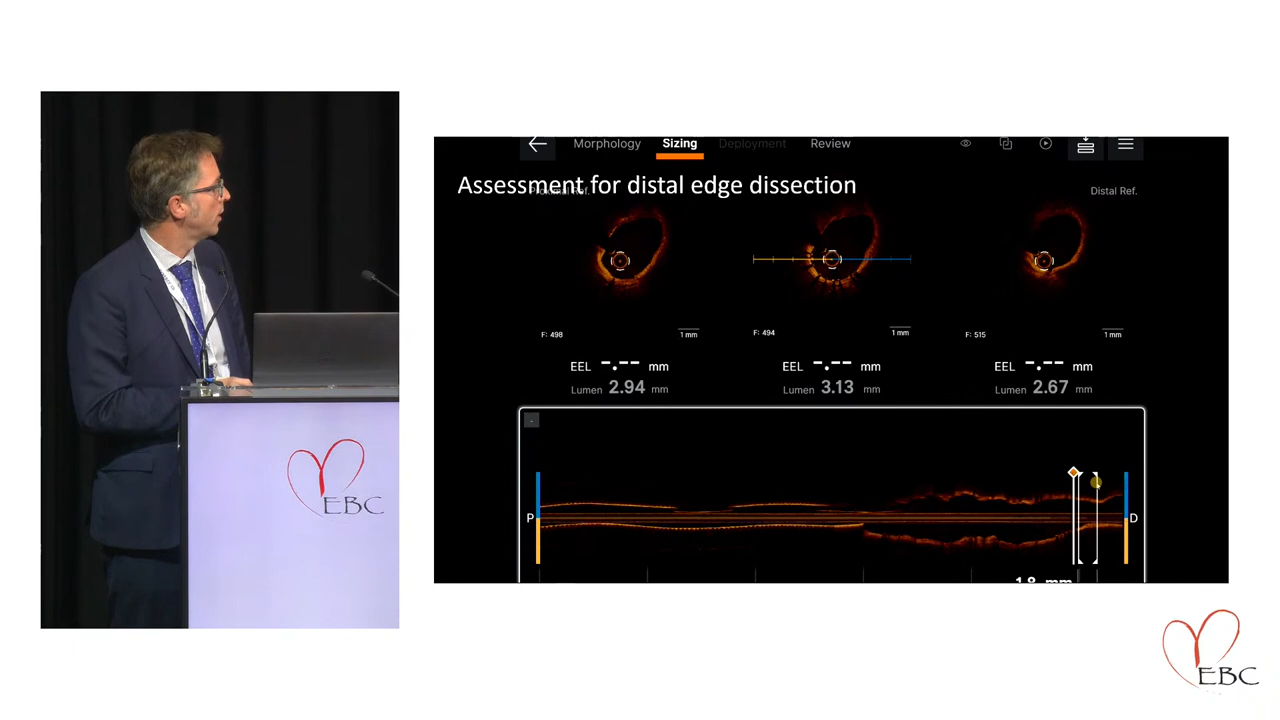 Morphology Sizing Deployment Review
Assessment for distal edge dissection
Proximal Ref.
Distal Ref.
F: 498
1 mm
F: 494
1 mm
F: 515
1 mm
EEL -.-- mm
Lumen 2.94 mm
EEL -.-- mm
Lumen 3.13 mm
EEL -.-- mm
Lumen 2.67 mm
P
D
1.8 mm
EBC
EBC